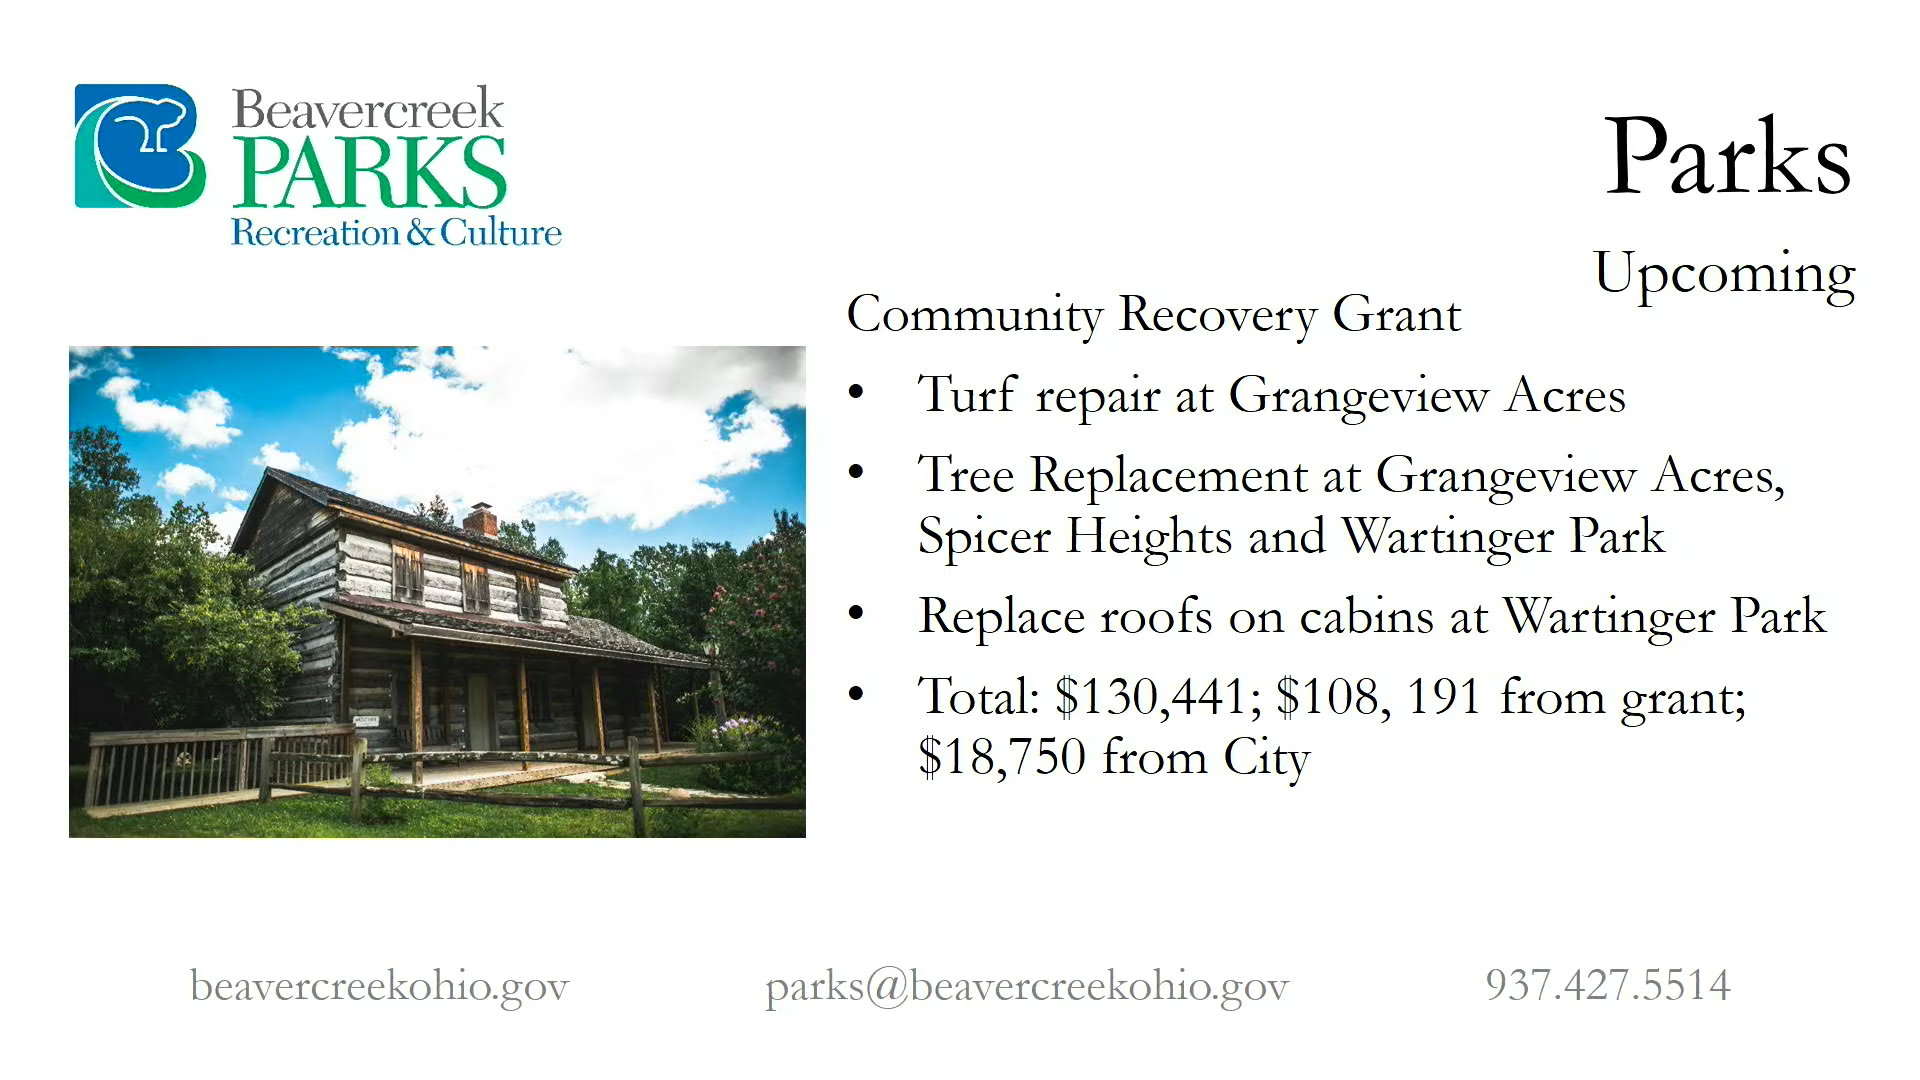 Beavercreek
PARKS
Recreation & Culture
Parks
Upcoming
Community Recovery Grant
• Turf repair at Grangeview Acres
• Tree Replacement at Grangeview Acres,
Spicer Heights and Wartinger Park
• Replace roofs on cabins at Wartinger Park
• Total: $130,441; $108, 191 from grant;
$18,750 from City
beavercreekohio.gov
parks@beavercreekohio.gov
937.427.5514